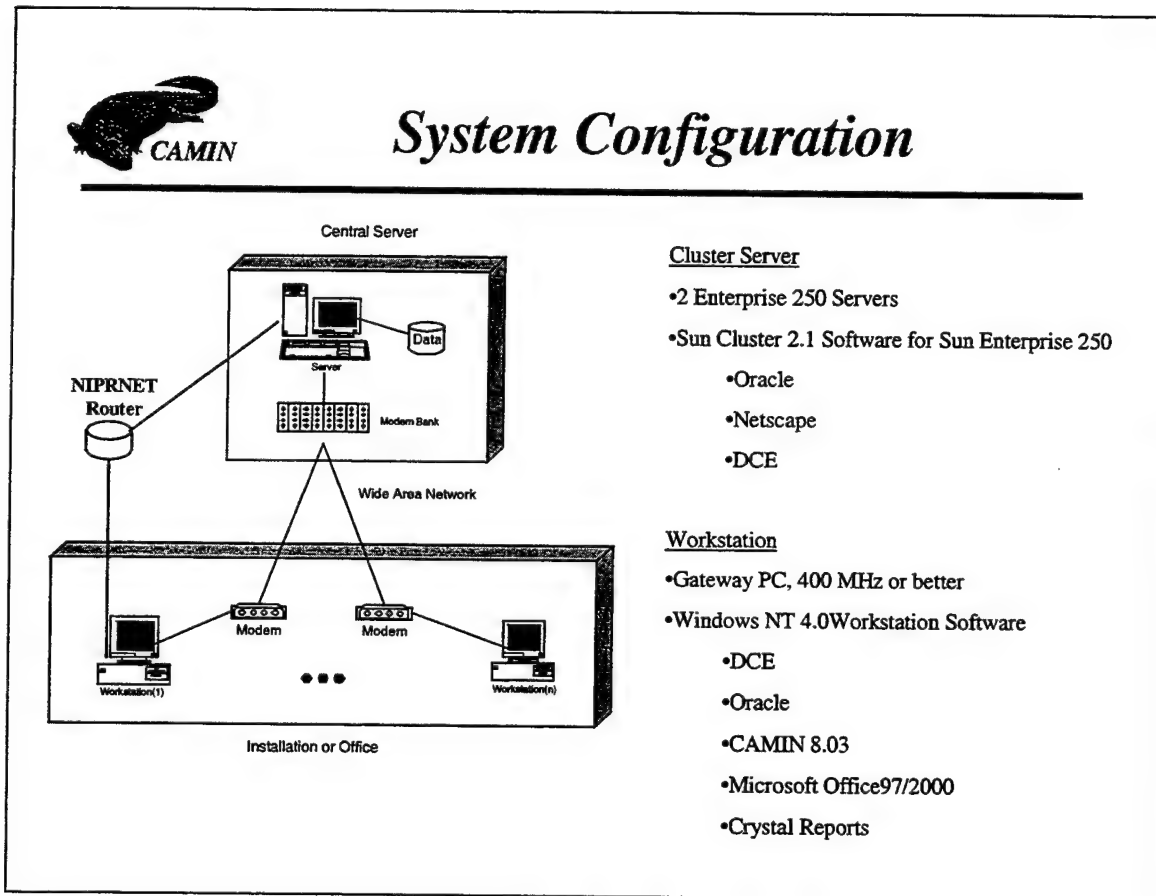 CAMIN
System Configuration
Central Server
Data
Server
Modem Bank
NIPRNET
Router
Wide Area Network
Modem
Modem
Workstation(1)
Workstation(n)
Installation or Office
Cluster Server
•2 Enterprise 250 Servers
•Sun Cluster 2.1 Software for Sun Enterprise 250
•Oracle
•Netscape
•DCE
Workstation
•Gateway PC, 400 MHz or better
•Windows NT 4.0Workstation Software
•DCE
•Oracle
•CAMIN 8.03
•Microsoft Office97/2000
•Crystal Reports